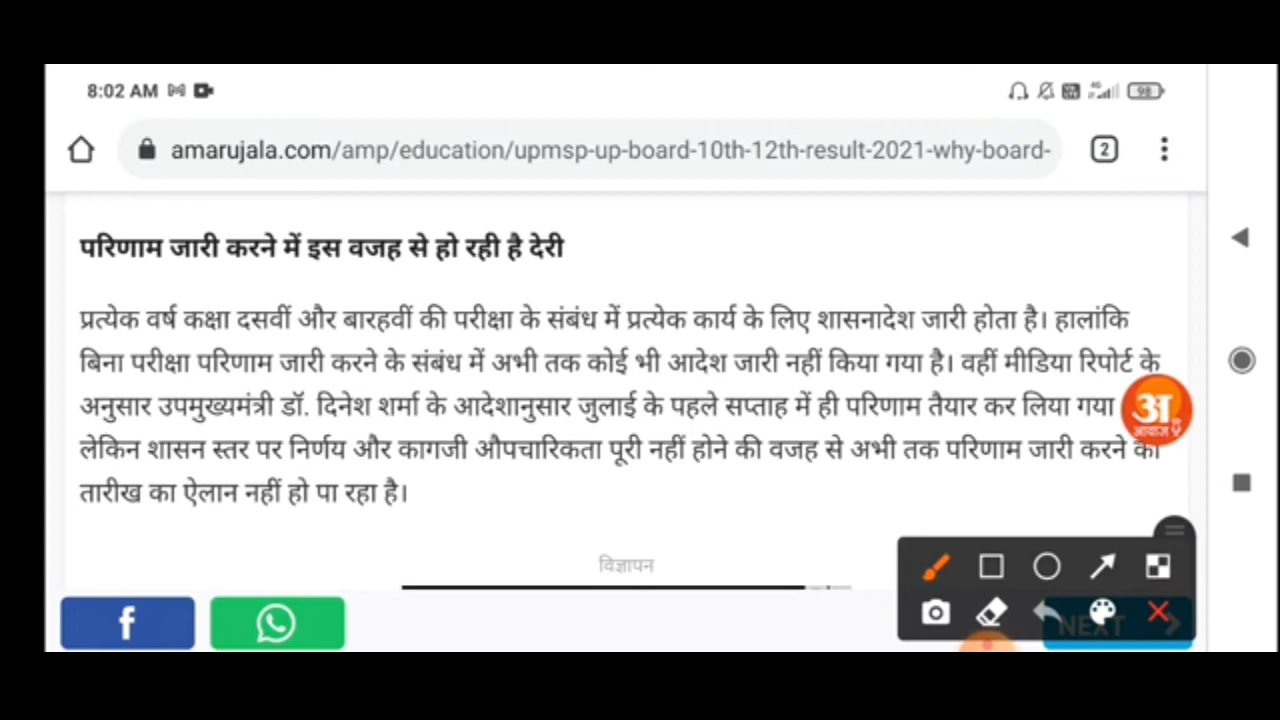 8:02 AM
98
amarujala.com/amp/education/upmsp-up-board-10th-12th-result-2021-why-board-
2
परिणाम जारी करने में इस वजह से हो रही है देरी
प्रत्येक वर्ष कक्षा दसवीं और बारहवीं की परीक्षा के संबंध में प्रत्येक कार्य के लिए शासनादेश जारी होता है। हालांकि
बिना परीक्षा परिणाम जारी करने के संबंध में अभी तक कोई भी आदेश जारी नहीं किया गया है। वहीं मीडिया रिपोर्ट के
अनुसार उपमुख्यमंत्री डॉ. दिनेश शर्मा के आदेशानुसार जुलाई के पहले सप्ताह में ही परिणाम तैयार कर लिया गया
अ
आवाज़
लेकिन शासन स्तर पर निर्णय और कागजी औपचारिकता पूरी नहीं होने की वजह से अभी तक परिणाम जारी करने की
तारीख का ऐलान नहीं हो पा रहा है।
विज्ञापन
f
NEXT